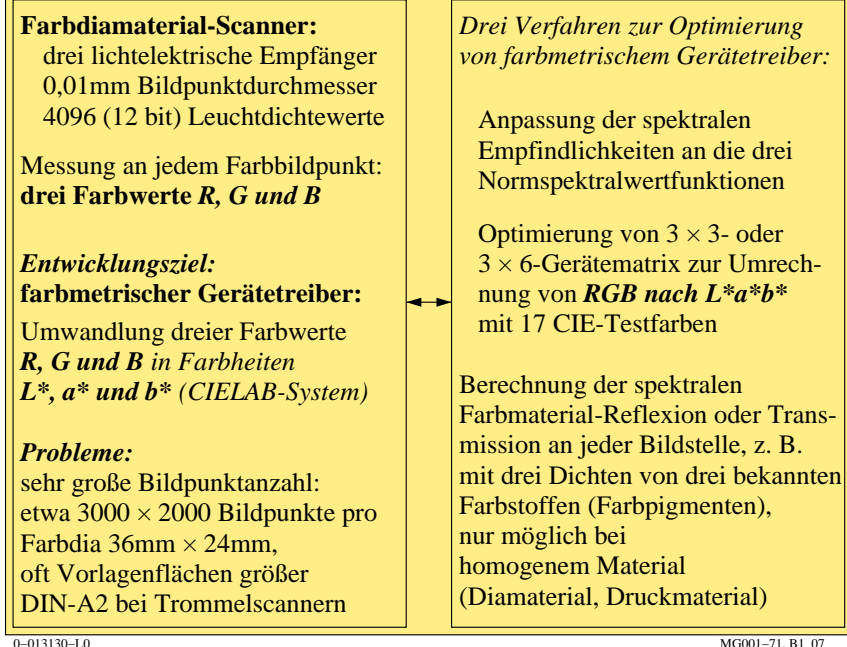 Farbdiamaterial-Scanner:
drei lichtelektrische Empfänger
0,01mm Bildpunktdurchmesser
4096 (12 bit) Leuchtdichtewerte
Messung an jedem Farbbildpunkt:
drei Farbwerte R, G und B
Entwicklungsziel:
farbmetrischer Gerätetreiber:
Umwandlung dreier Farbwerte
R, G und B in Farbheiten
L*, a* und b* (CIELAB-System)
Probleme:
sehr große Bildpunktanzahl:
etwa 3000 × 2000 Bildpunkte pro
Farbdia 36mm × 24mm,
oft Vorlagenflächen größer
DIN-A2 bei Trommelscannern
Drei Verfahren zur Optimierung
von farbmetrischem Gerätetreiber:
Anpassung der spektralen
Empfindlichkeiten an die drei
Normspektralwertfunktionen
Optimierung von 3 × 3- oder
3 × 6-Gerätematrix zur Umrech-
nung von RGB nach L*a*b*
mit 17 CIE-Testfarben
Berechnung der spektralen
Farbmaterial-Reflexion oder Trans-
mission an jeder Bildstelle, z. B.
mit drei Dichten von drei bekannten
Farbstoffen (Farbpigmenten),
nur möglich bei
homogenem Material
(Diamaterial, Druckmaterial)
0–013130–L0
MG001–71, B1_07